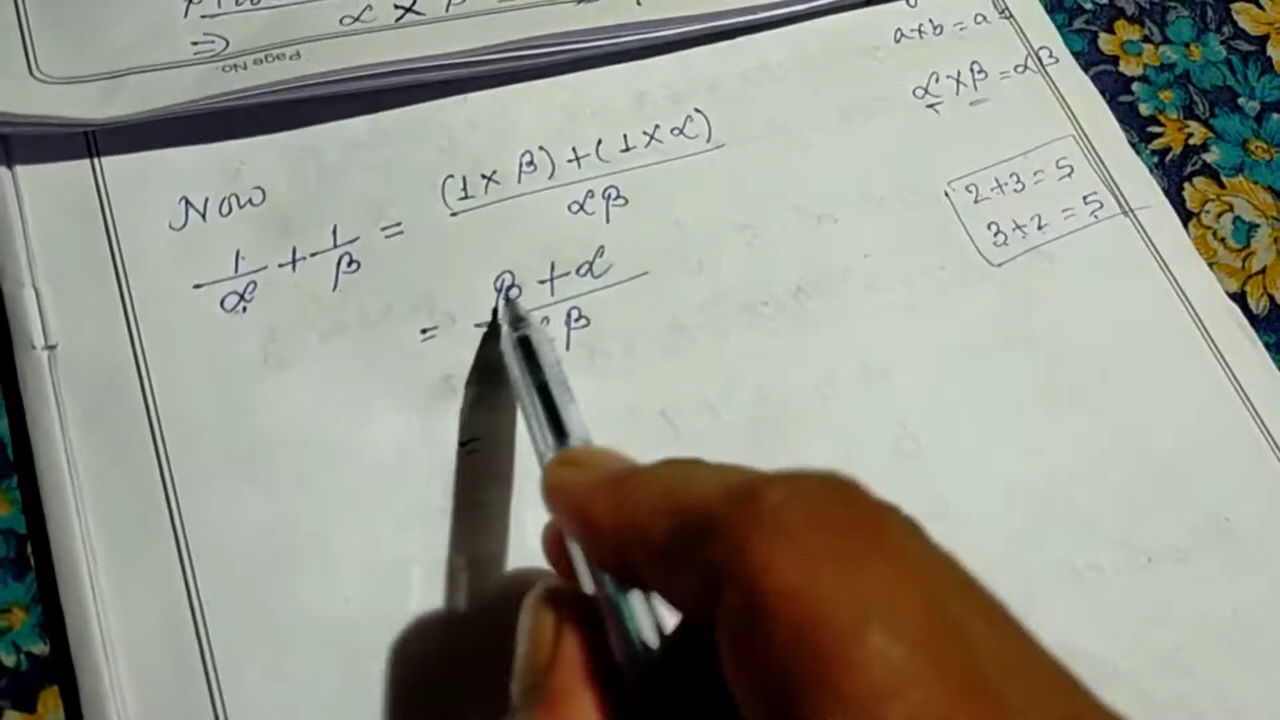 α × β
⇒
Page No.
a×b = a
α × β = αβ
2+3=5
3+2=5
Now
1/α + 1/β = (1×β)+(1×α)/αβ
= β+α/αβ